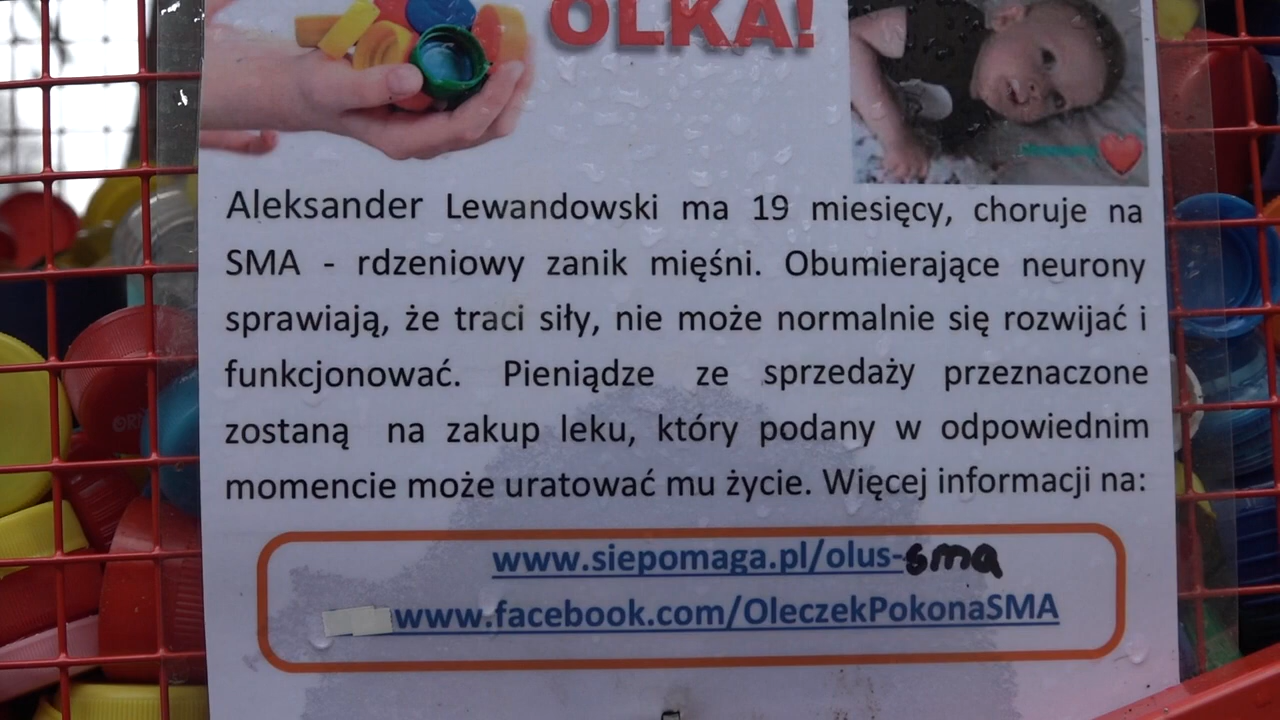 OLKA!
Aleksander Lewandowski ma 19 miesięcy, choruje na
SMA - rdzeniowy zanik mięśni. Obumierające neurony
sprawiają, że traci siły, nie może normalnie się rozwijać i
funkcjonować. Pieniądze ze sprzedaży przeznaczone
zostaną na zakup leku, który podany w odpowiednim
momencie może uratować mu życie. Więcej informacji na:
www.siepomaga.pl/olus-sma
www.facebook.com/OleczekPokonaSMA